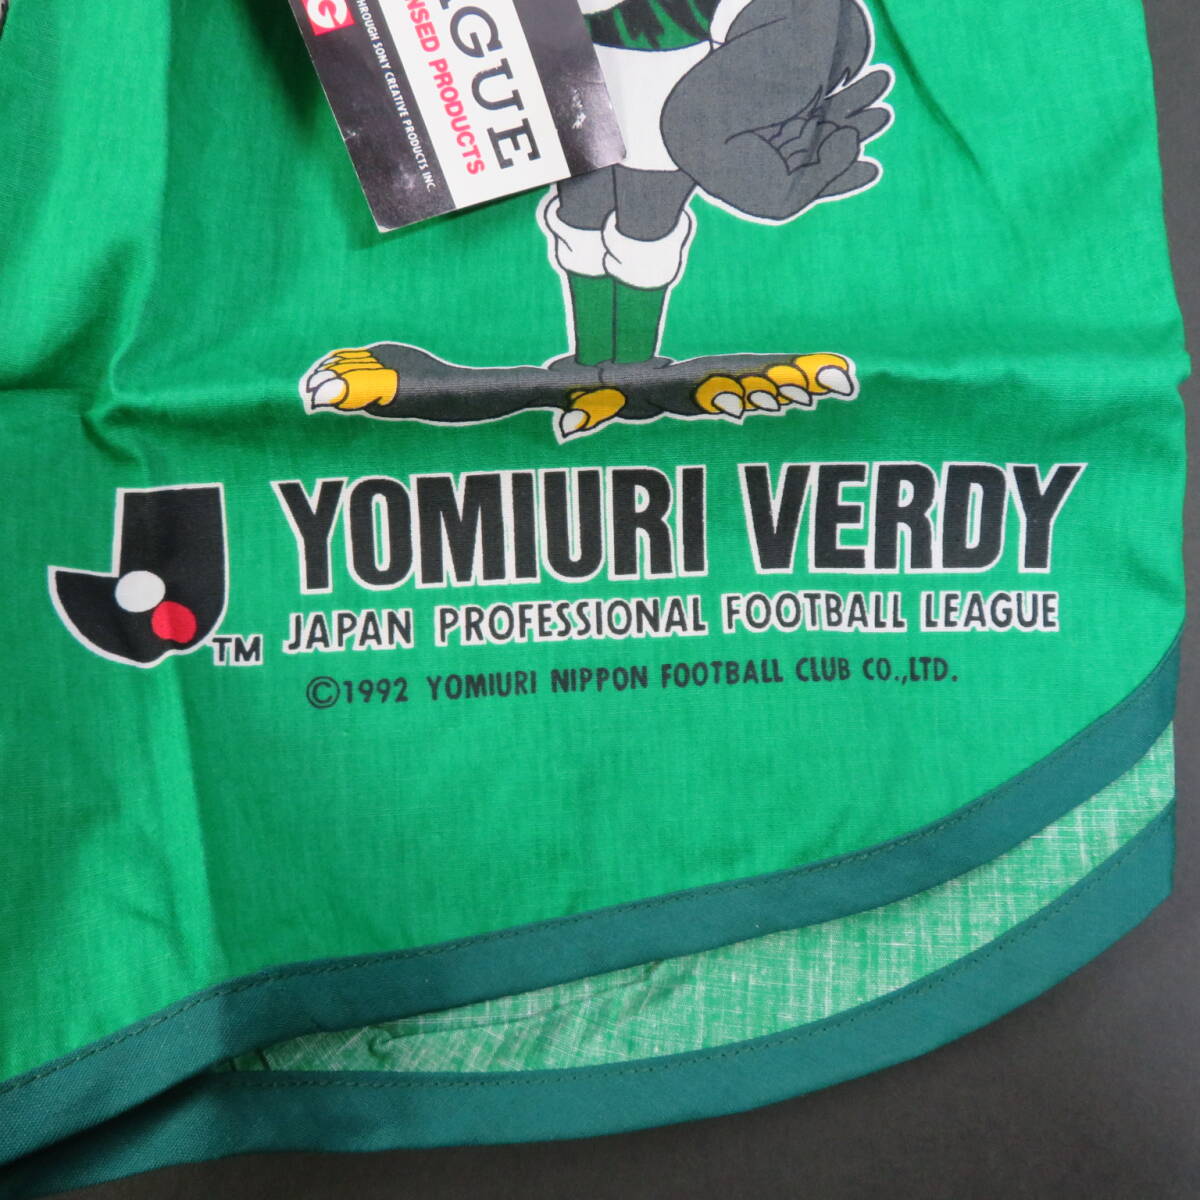 AGUE
NSED PRODUCTS
THROUGH SONY CREATIVE PRODUCTS INC.
YOMIURI VERDY
TM JAPAN PROFESSIONAL FOOTBALL LEAGUE
©1992 YOMIURI NIPPON FOOTBALL CLUB CO.,LTD.